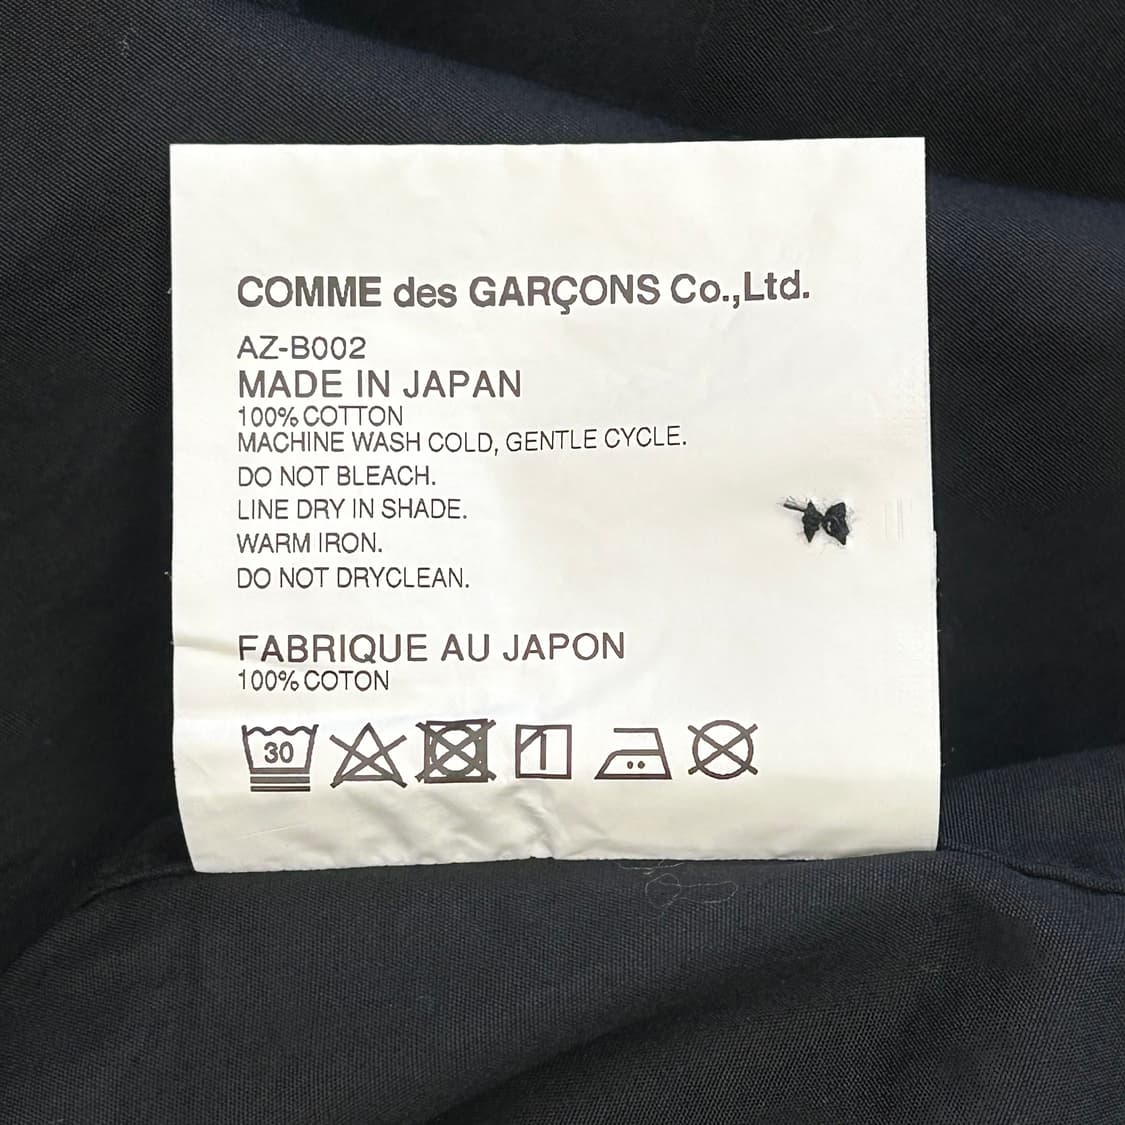 COMME des GARÇONS Co.,Ltd.
AZ-B002
MADE IN JAPAN
100% COTTON
MACHINE WASH COLD, GENTLE CYCLE.
DO NOT BLEACH.
LINE DRY IN SHADE.
WARM IRON.
DO NOT DRYCLEAN.
FABRIQUE AU JAPON
100% COTON
30